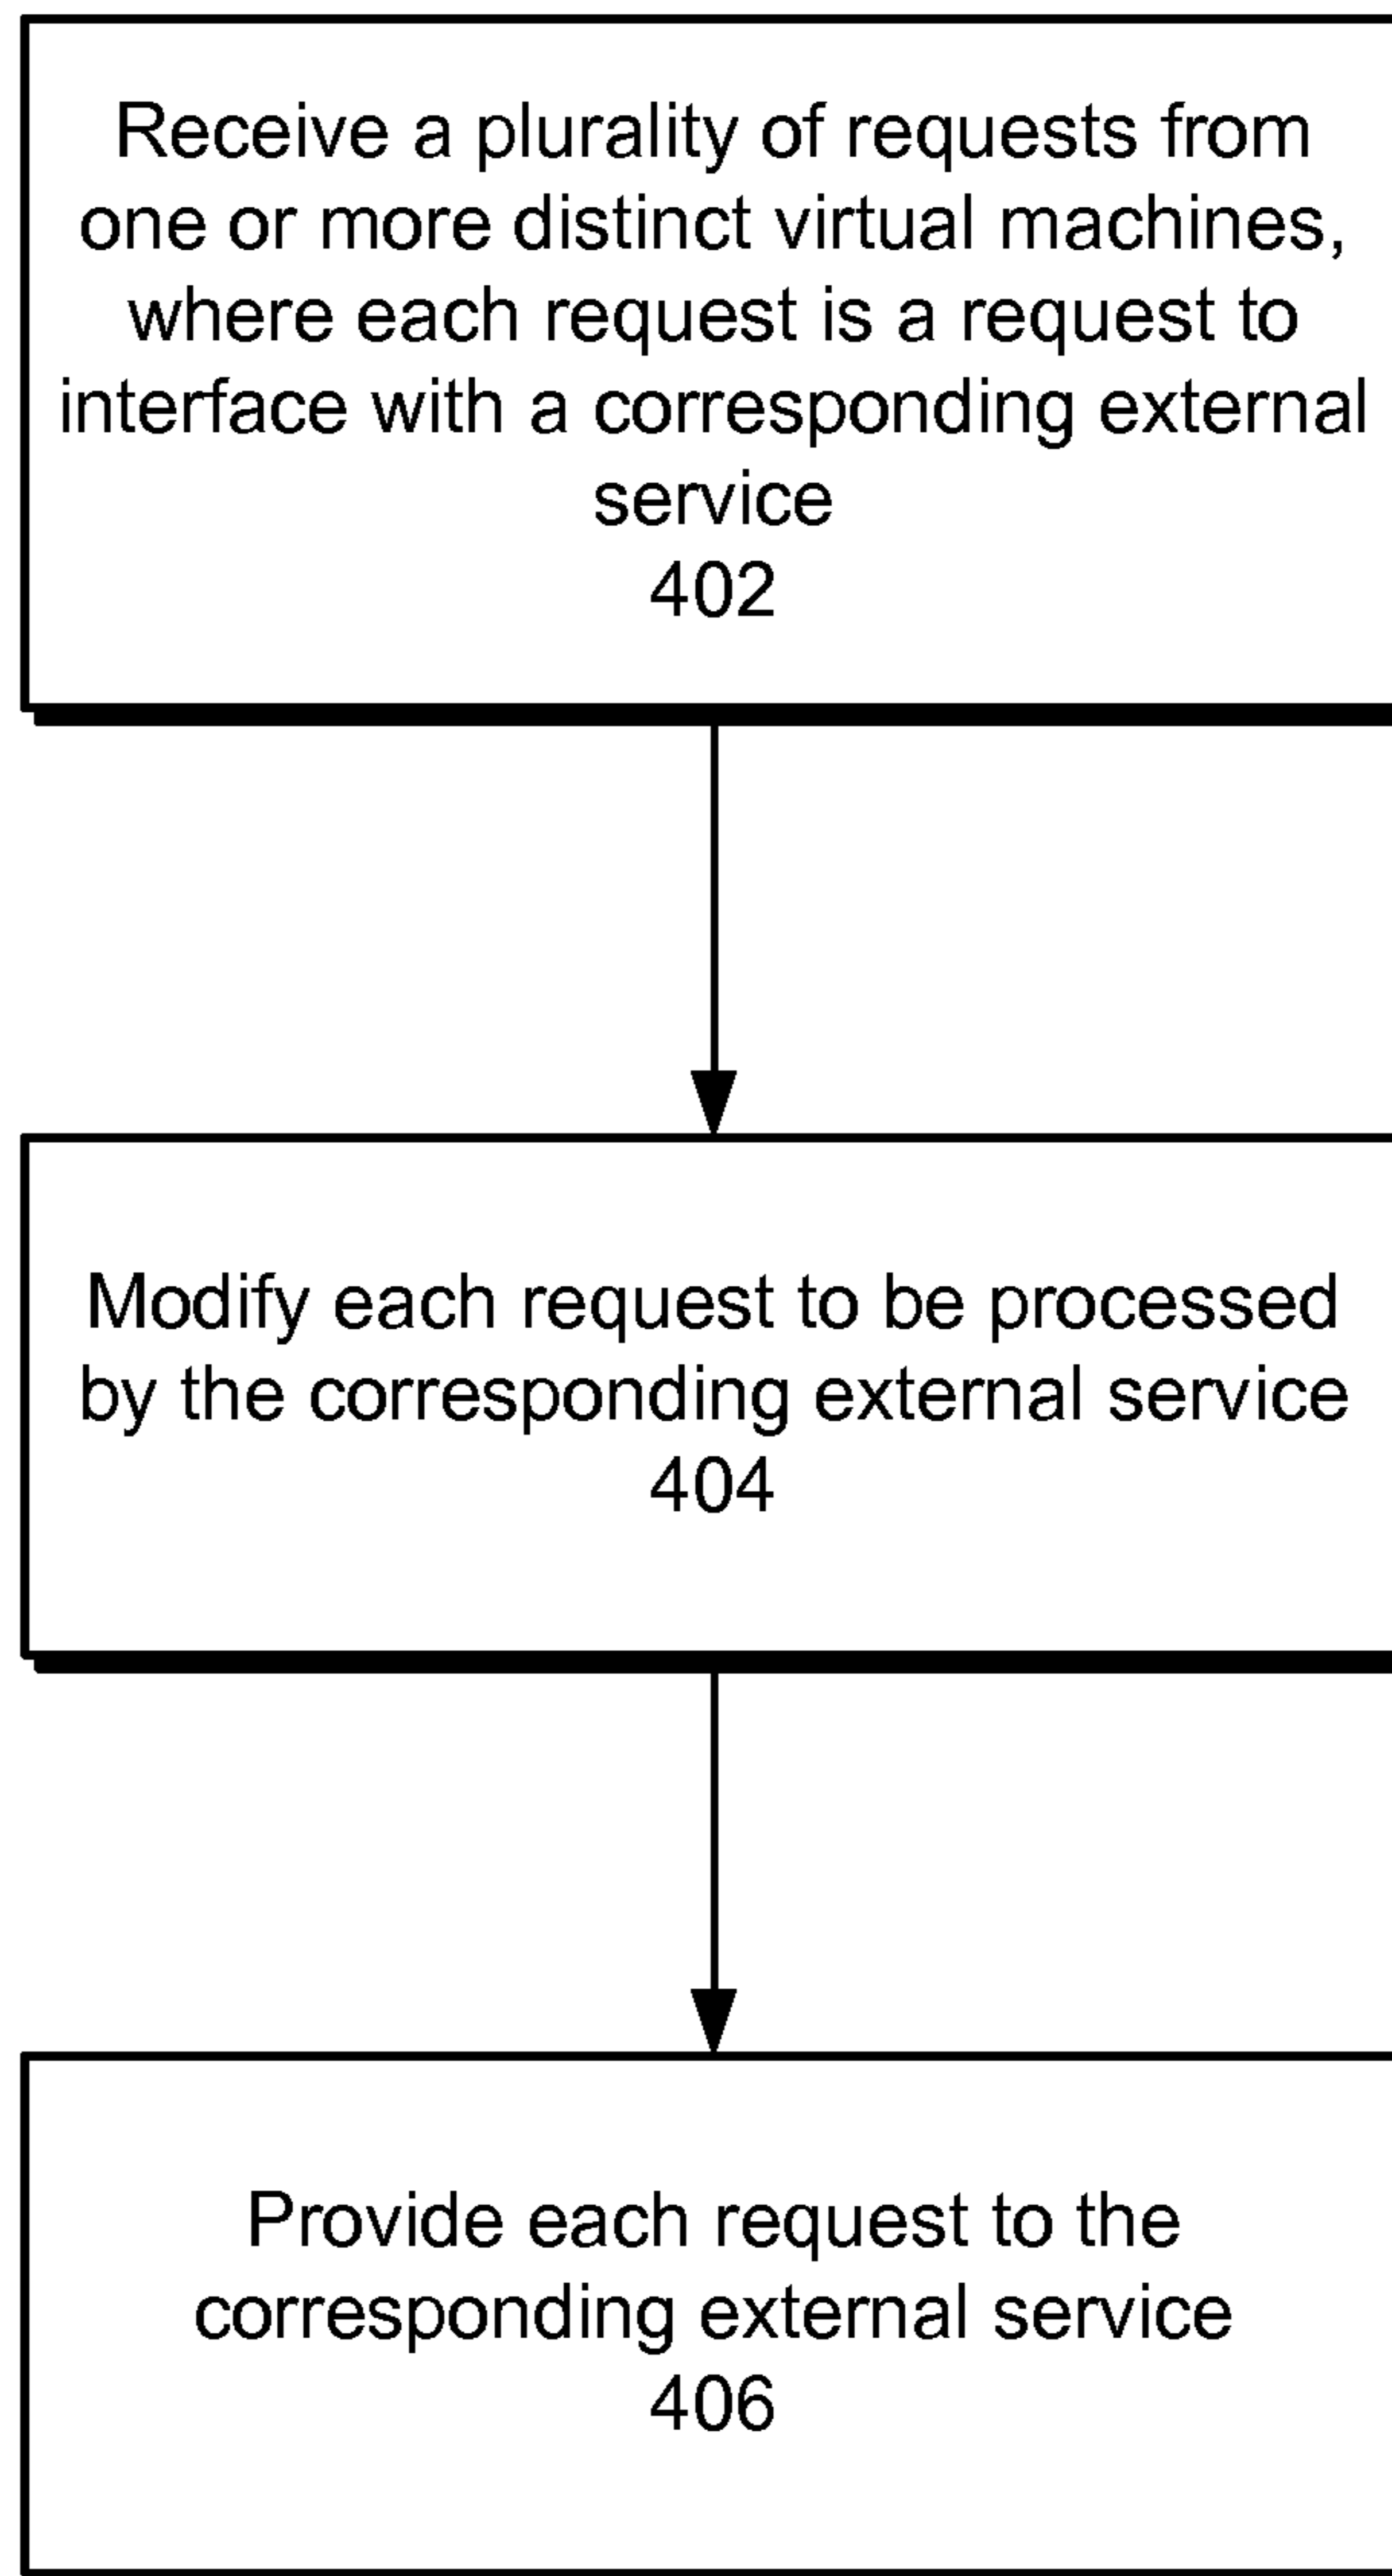 Receive a plurality of requests from
one or more distinct virtual machines,
where each request is a request to
interface with a corresponding external
service
402
Modify each request to be processed
by the corresponding external service
404
Provide each request to the
corresponding external service
406